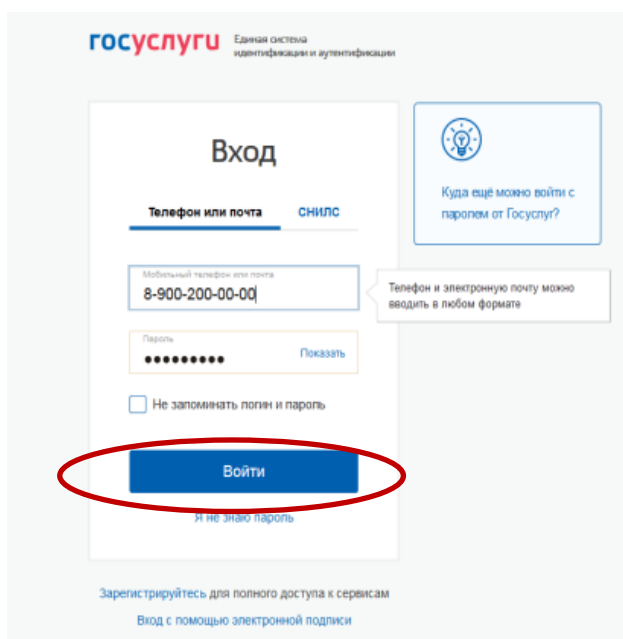 госуслуги
Единая система
идентификации и аутентификации
Вход
Куда ещё можно войти с
паролем от Госуслуг?
Телефон или почта СНИЛС
Мобильный телефон или почта
8-900-200-00-00
Телефон и электронную почту можно
вводить в любом формате
Пароль
Показать
Не запоминать логин и пароль
Войти
Я не знаю пароль
Зарегистрируйтесь для полного доступа к сервисам
Вход с помощью электронной подписи